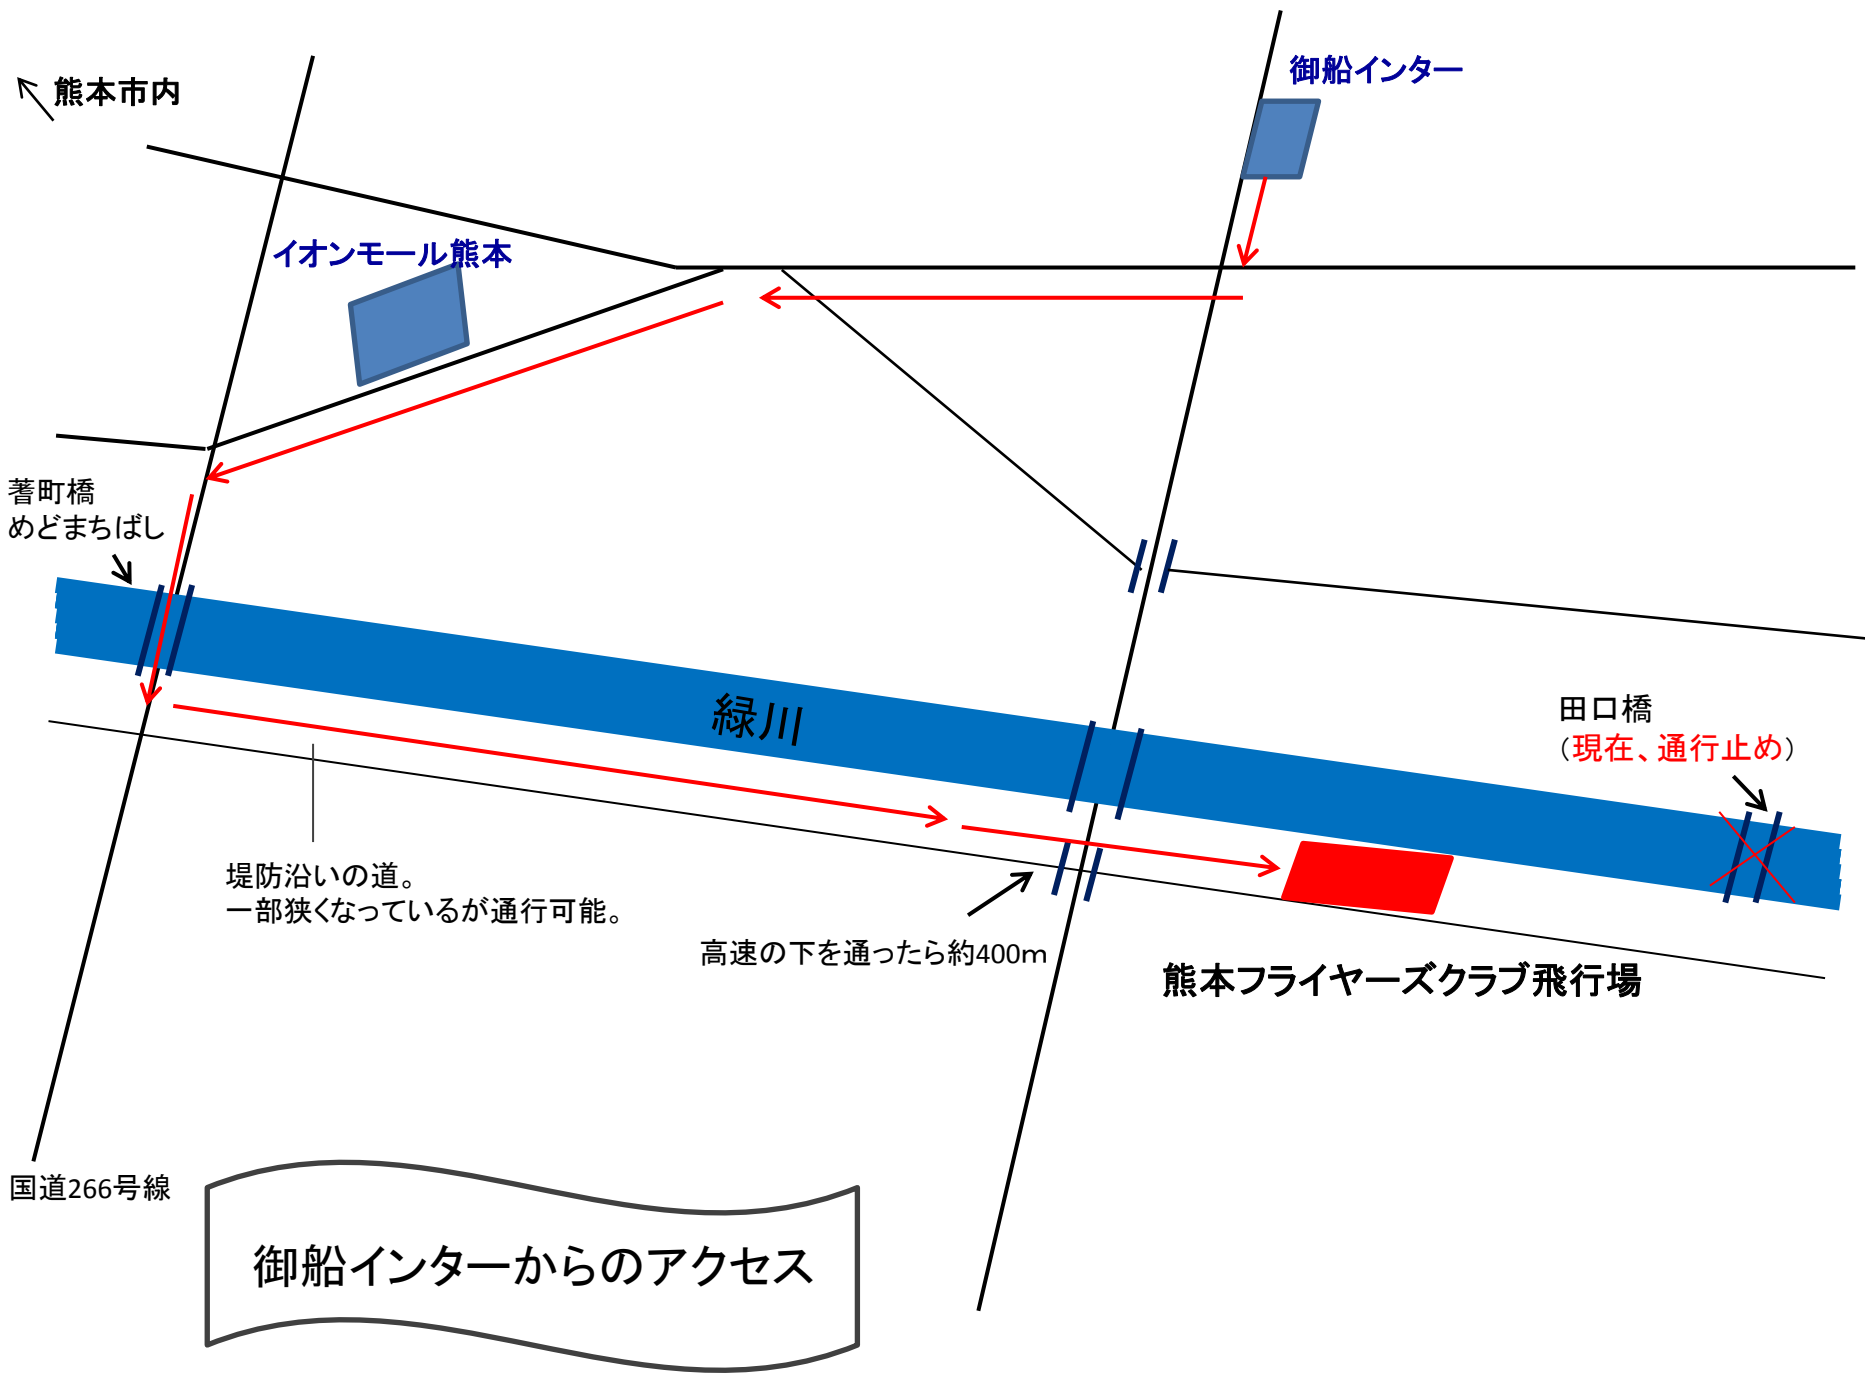 御船インター
熊本市内
イオンモール熊本
蓍町橋
めどまちばし
緑川
田口橋
（現在、通行止め）
堤防沿いの道。
一部狭くなっているが通行可能。
高速の下を通ったら約400m
熊本フライヤーズクラブ飛行場
国道266号線
御船インターからのアクセス